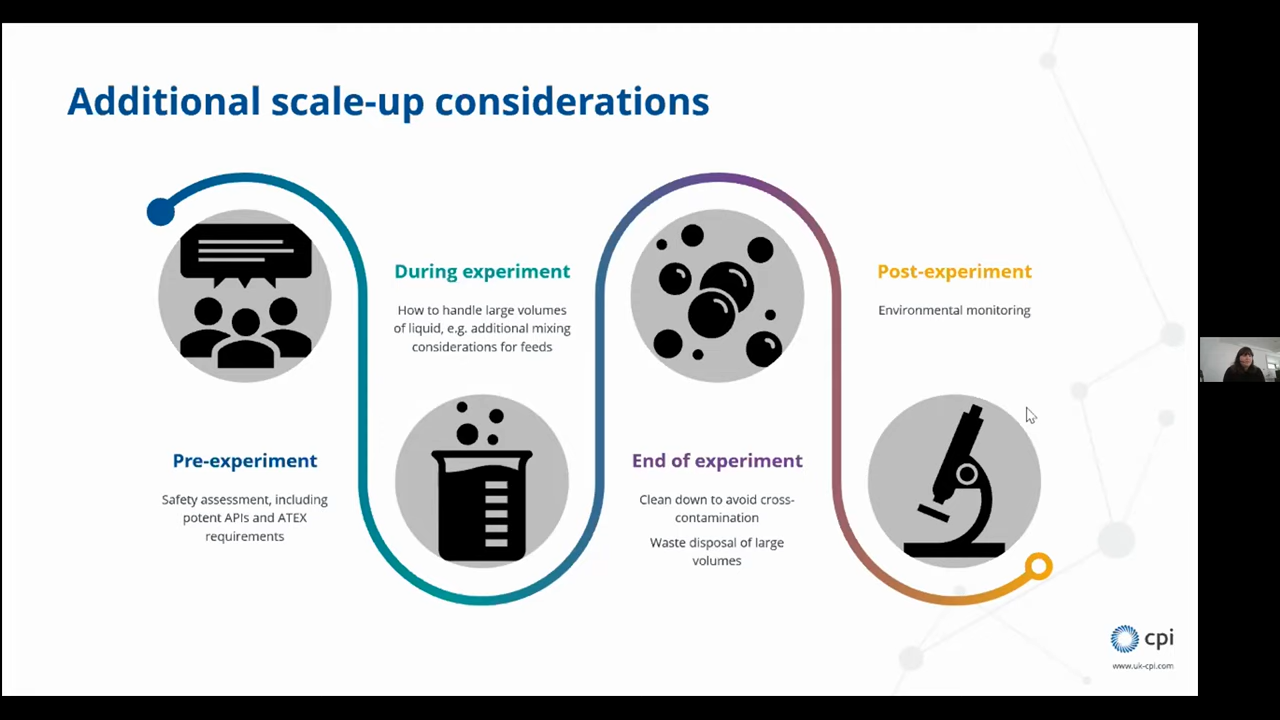 Additional scale-up considerations
Pre-experiment
Safety assessment, including
potent APIs and ATEX
requirements
During experiment
How to handle large volumes
of liquid, e.g. additional mixing
considerations for feeds
End of experiment
Clean down to avoid cross-
contamination
Waste disposal of large
volumes
Post-experiment
Environmental monitoring
cpi
www.uk-cpi.com